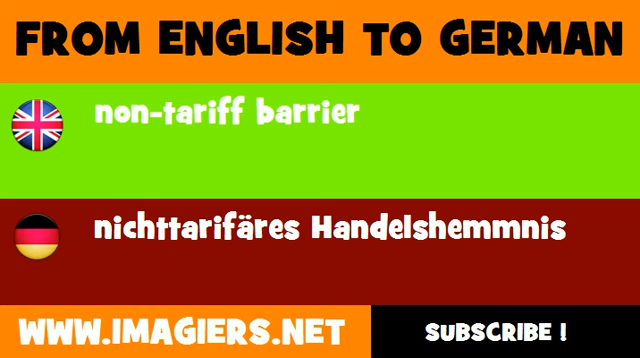 FROM ENGLISH TO GERMAN
non-tariff barrier
nichttarifäres Handelshemmnis
WWW.IMAGIERS.NET
SUBSCRIBE !